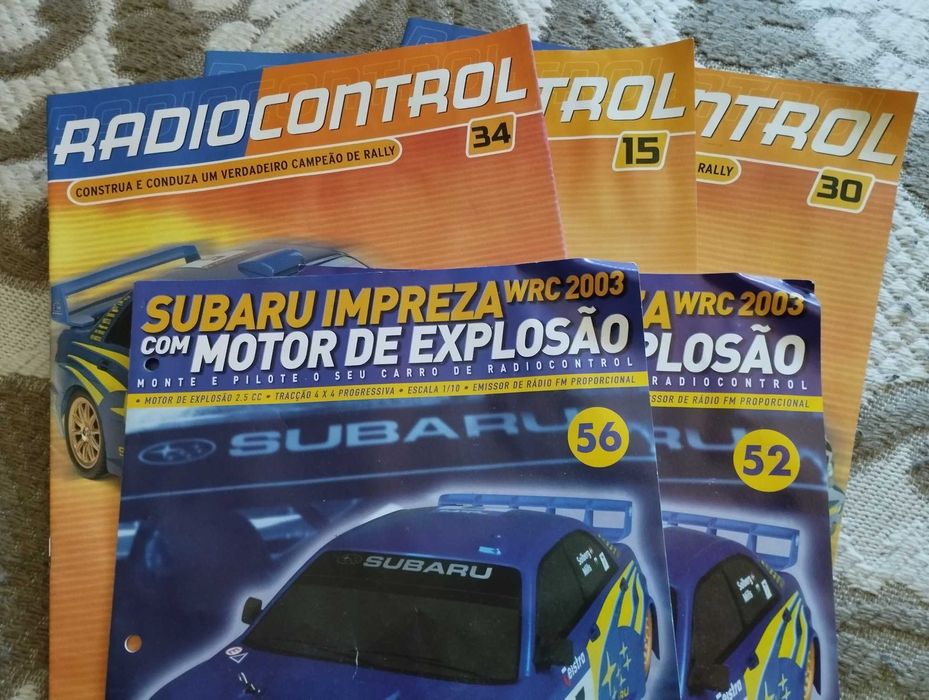 RADIOCONTROL
34
CONSTRUA E CONDUZA UM VERDADEIRO CAMPEÃO DE RALLY
TROL
15
NTROL
RALLY
30
SUBARU IMPREZA WRC 2003
COM MOTOR DE EXPLOSÃO
MONTE E PILOTE O SEU CARRO DE RADIOCONTROL
• MOTOR DE EXPLOSÃO 2.5 CC • TRACÇÃO 4 X 4 PROGRESSIVA • ESCALA 1/10 • EMISSOR DE RÁDIO FM PROPORCIONAL
SUBARU
56
SUBARU
ZA WRC 2003
PLOSÃO
RADIOCONTROL
SSOR DE RÁDIO FM PROPORCIONAL
RU
52